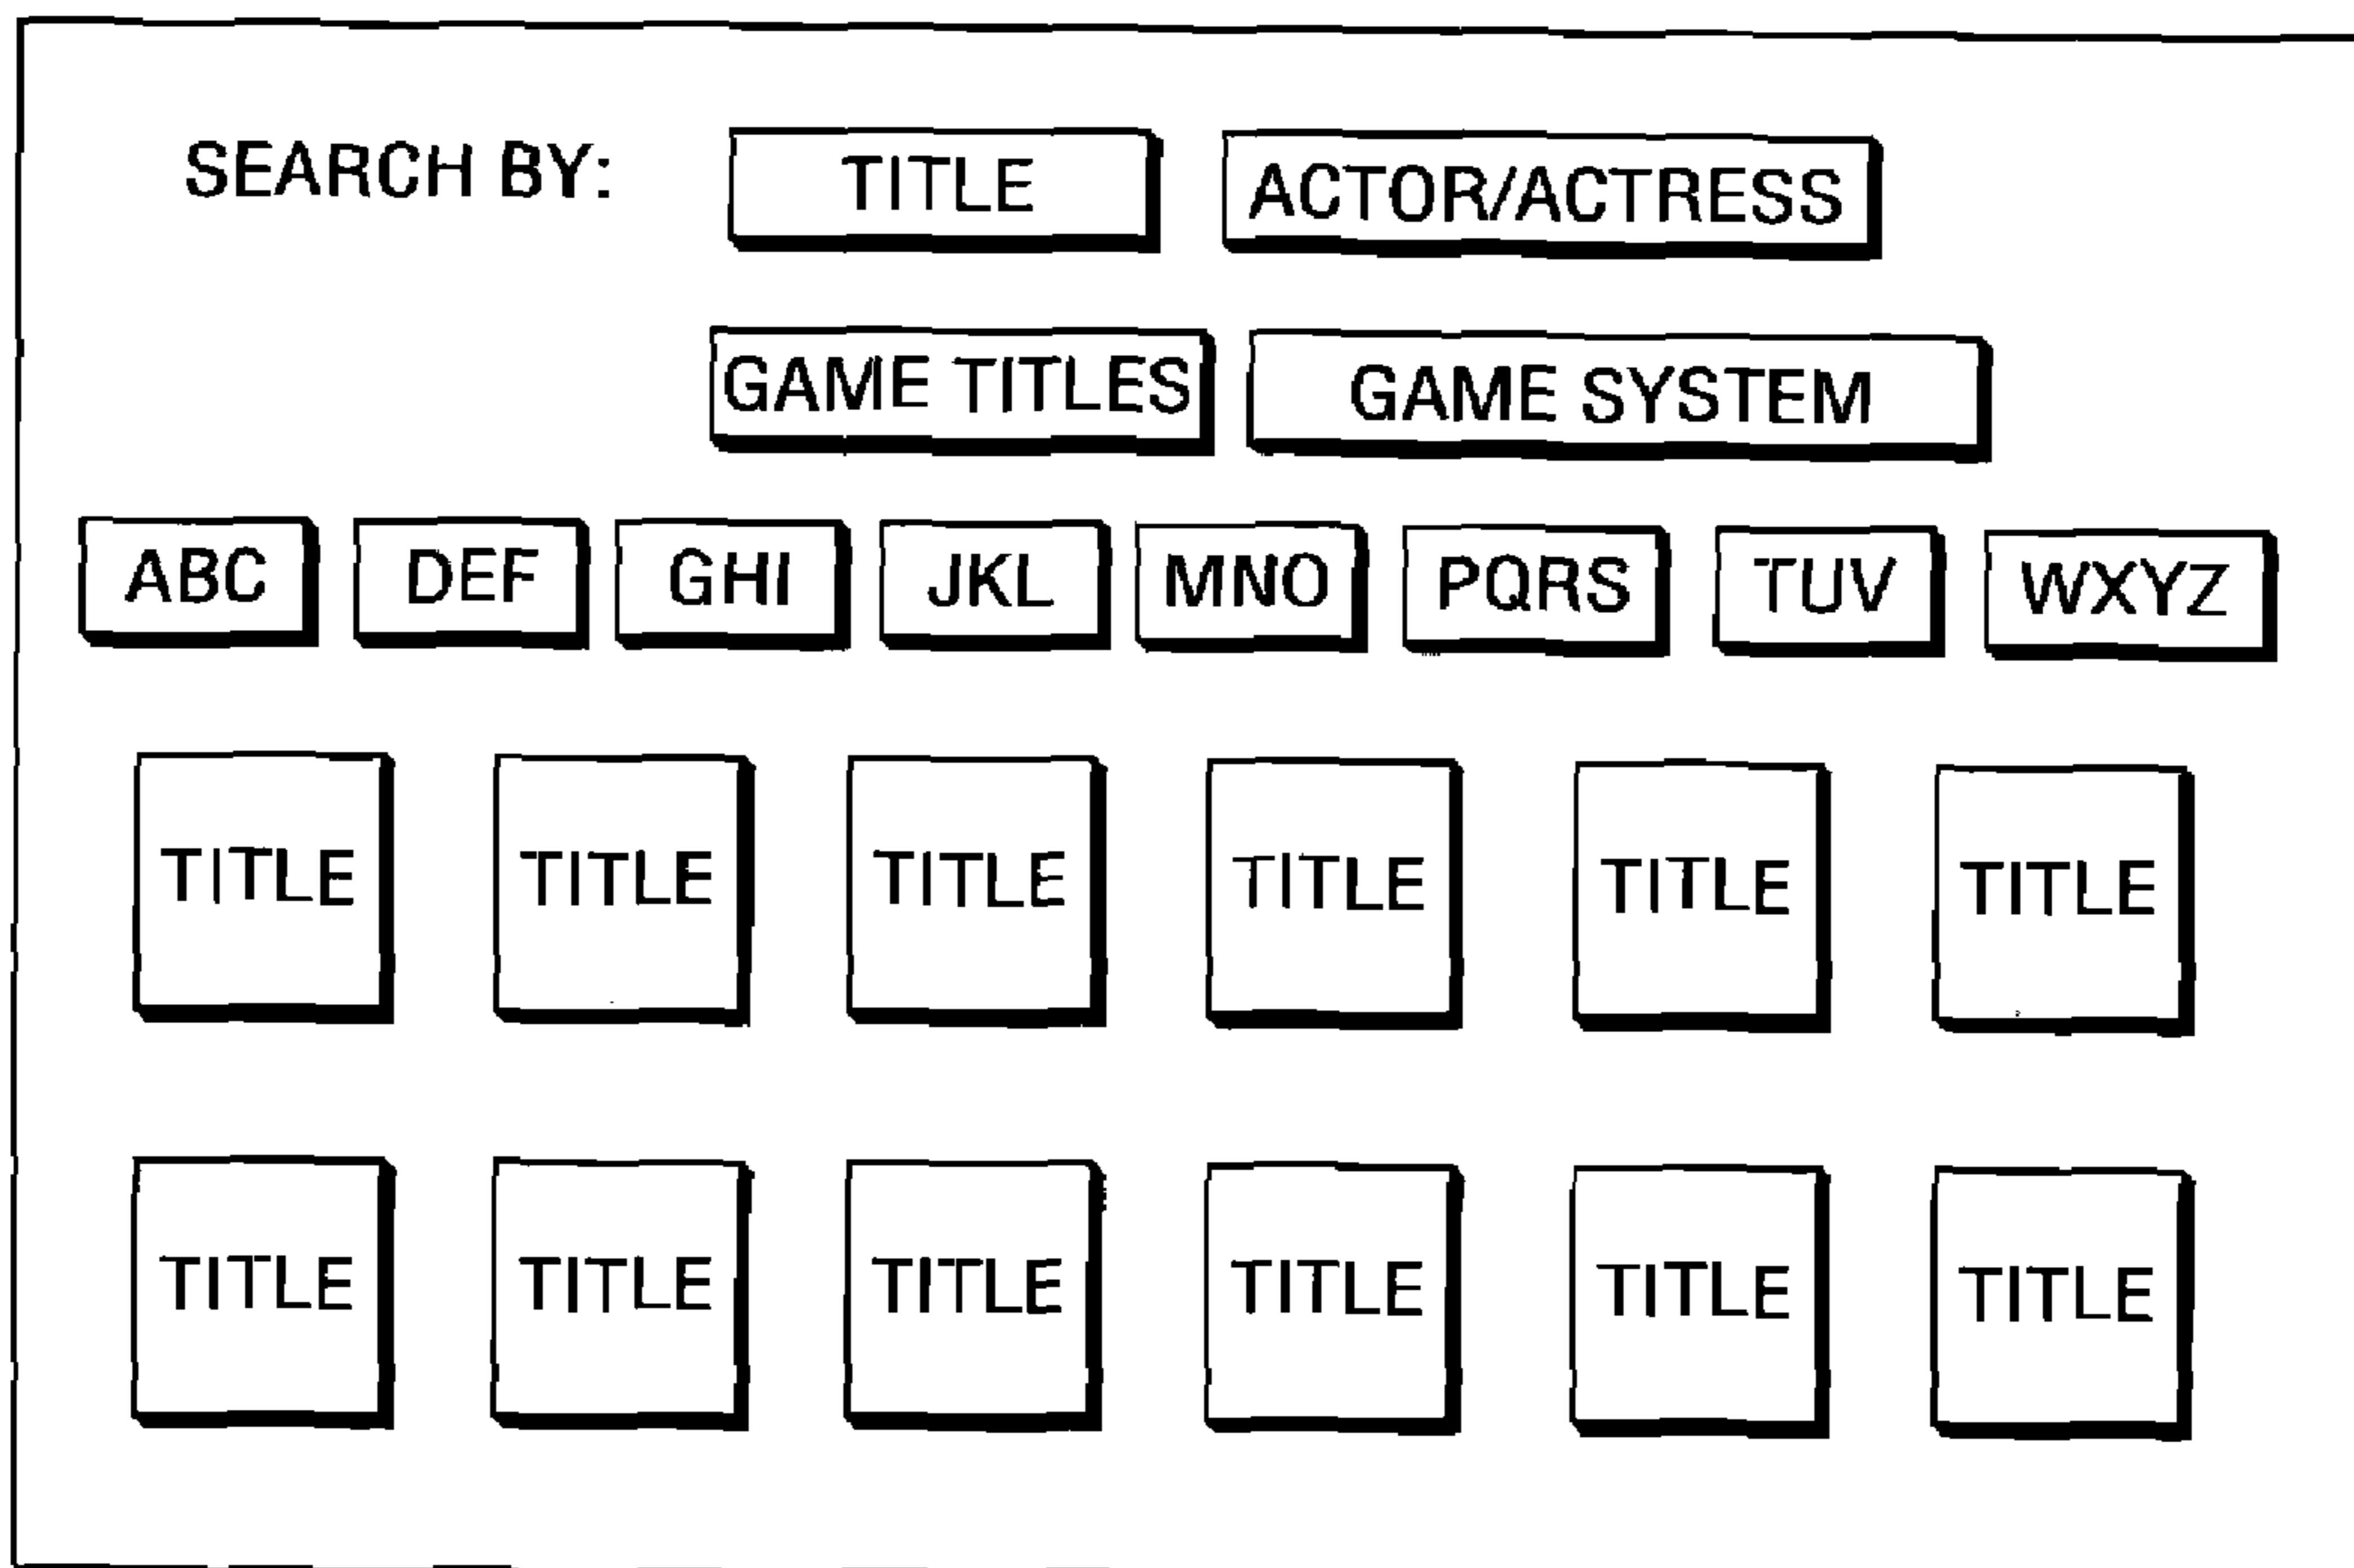 SEARCH BY: TITLE ACTOR/ACTRESS
GAME TITLES GAME SYSTEM
ABC DEF GHI JKL MNO PQRS TUV WXYZ
TITLE TITLE TITLE TITLE TITLE TITLE
TITLE TITLE TITLE TITLE TITLE TITLE